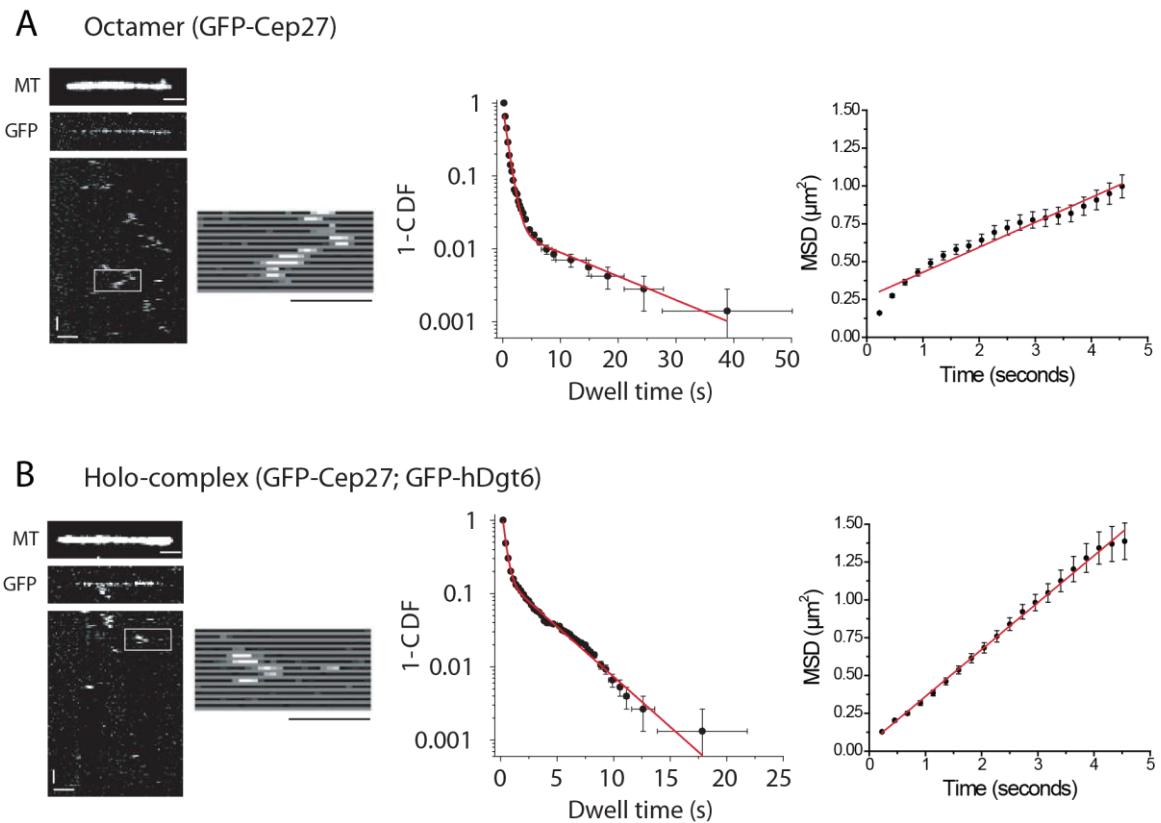 A Octamer (GFP-Cep27)
MT
GFP
1
0.1
0.01
0.001
1-CDF
0 10 20 30 40 50
Dwell time (s)
1.50
1.25
1.00
0.75
0.50
0.25
0.00
MSD (μm²)
0 1 2 3 4 5
Time (seconds)
B Holo-complex (GFP-Cep27; GFP-hDgt6)
MT
GFP
1
0.1
0.01
0.001
1-CDF
0 5 10 15 20 25
Dwell time (s)
1.50
1.25
1.00
0.75
0.50
0.25
0.00
MSD (μm²)
0 1 2 3 4 5
Time (seconds)